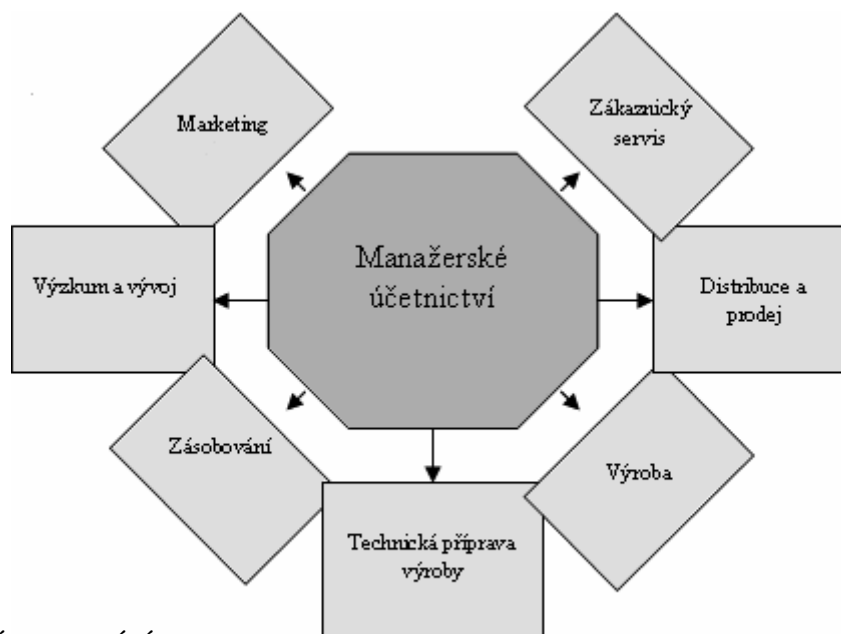 Marketing
Zákaznický
servis
Manažerské
účetnictví
Výzkum a vývoj
Distribuce a
prodej
Zásobování
Výroba
Technická příprava
výroby